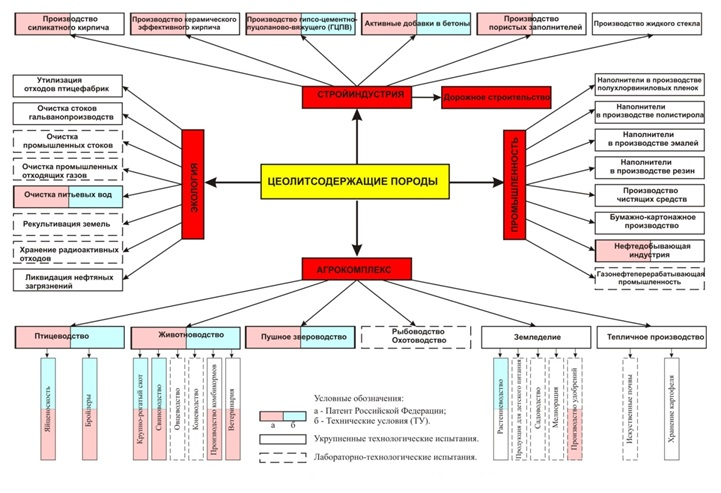 Производство
силикатного кирпича
Производство керамического
эффективного кирпича
Производство гипсо-цементно-
пуцоланово-вяжущего (ГЦПВ)
Активные добавки в бетоны
Производство
пористых заполнителей
Производство жидкого стекла
СТРОЙИНДУСТРИЯ
Дорожное строительство
Утилизация
отходов птицефабрик
Очистка стоков
гальванопроизводств
Очистка
промышленных стоков
Очистка промышленных
отходящих газов
Очистка питьевых вод
Рекультивация земель
Хранение радиоактивных
отходов
Ликвидация нефтяных
загрязнений
ЭКОЛОГИЯ
ЦЕОЛИТСОДЕРЖАЩИЕ ПОРОДЫ
ПРОМЫШЛЕННОСТЬ
Наполнители в производстве
полухлорвиниловых пленок
Наполнители
в производстве полистирола
Наполнители
в производстве эмалей
Наполнители
в производстве резин
Производство
чистящих средств
Бумажно-картонажное
производство
Нефтедобывающая
индустрия
Газонефтеперерабатывающая
промышленность
АГРОКОМПЛЕКС
Птицеводство
Животноводство
Пушное звероводство
Рыбоводство
Охотоводство
Земледелие
Тепличное производство
Яйценоскость
Бройлеры
Крупно-рогатый скот
Свиноводство
Овцеводство
Коневодство
Производство комбикормов
Ветеринария
Растениеводство
Продукция для детского питания
Садоводство
Мелиорация
Производство удобрений
Искуственные почвы
Хранение картофеля
Условные обозначения:
а - Патент Российской Федерации;
б - Технические условия (ТУ).
а б
Укрупненные технологические испытания.
Лабораторно-технологические испытания.